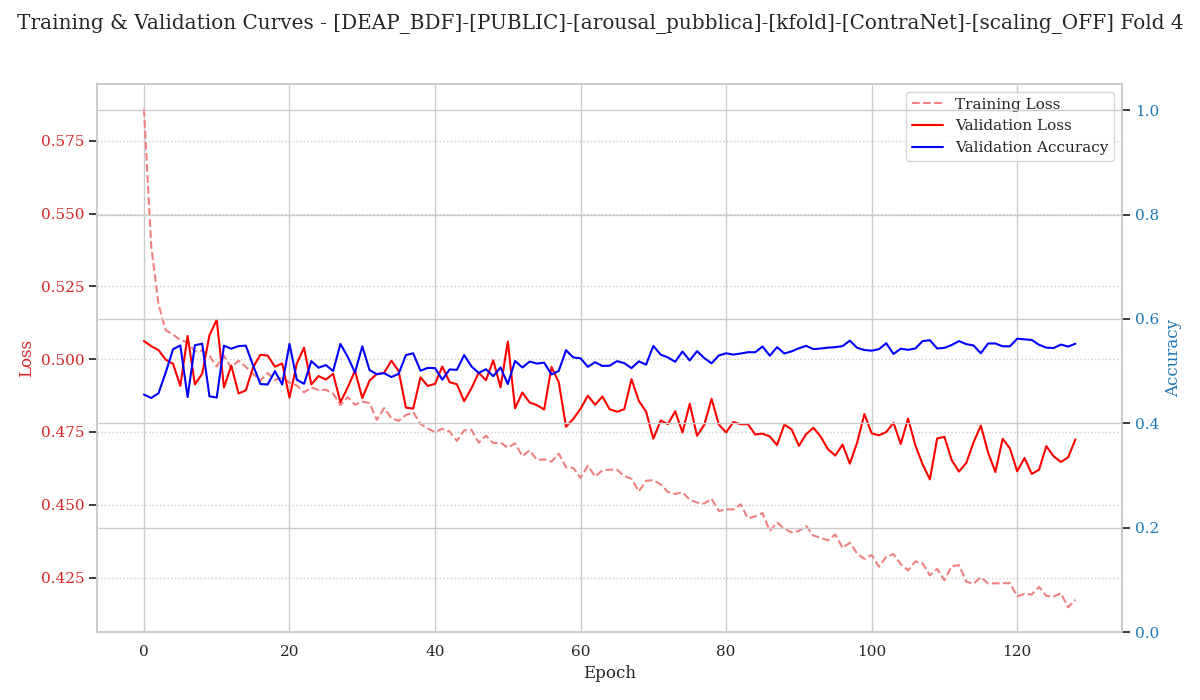 Training & Validation Curves - [DEAP_BDF]-[PUBLIC]-[arousal_pubblica]-[kfold]-[ContraNet]-[scaling_OFF] Fold 4
Training Loss
Validation Loss
Validation Accuracy
Loss
0.575
0.550
0.525
0.500
0.475
0.450
0.425
1.0
0.8
0.6
0.4
0.2
0.0
Accuracy
0
20
40
60
80
100
120
Epoch